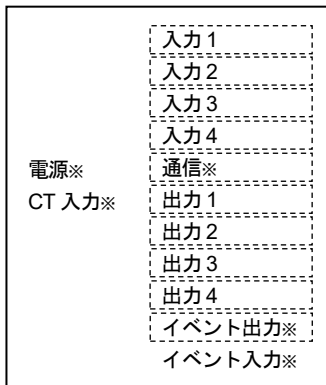 入力1
入力2
入力3
入力4
電源※
通信※
CT 入力※
出力1
出力2
出力3
出力4
イベント出力※
イベント入力※